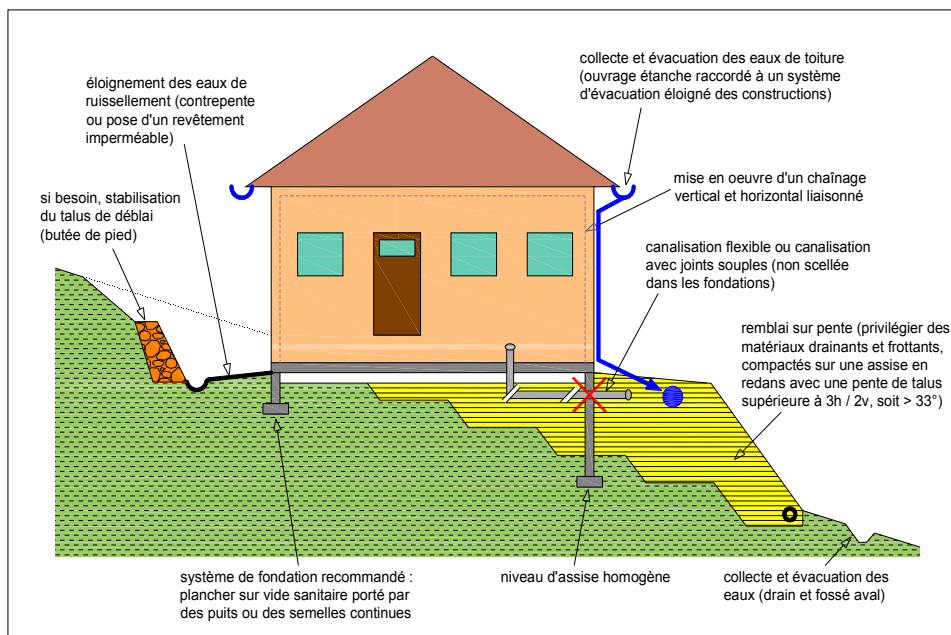 collecte et évacuation des eaux de toiture
(ouvrage étanche raccordé à un système
d'évacuation éloigné des constructions)
éloignement des eaux de
ruissellement (contrepente
ou pose d'un revêtement
imperméable)
mise en oeuvre d'un chaînage
vertical et horizontal liaisonné
si besoin, stabilisation
du talus de déblai
(butée de pied)
canalisation flexible ou canalisation
avec joints souples (non scellée
dans les fondations)
remblai sur pente (privilégier des
matériaux drainants et frottants,
compactés sur une assise en
redans avec une pente de talus
supérieure à 3h / 2v, soit > 33°)
système de fondation recommandé :
plancher sur vide sanitaire porté par
des puits ou des semelles continues
niveau d'assise homogène
collecte et évacuation des
eaux (drain et fossé aval)